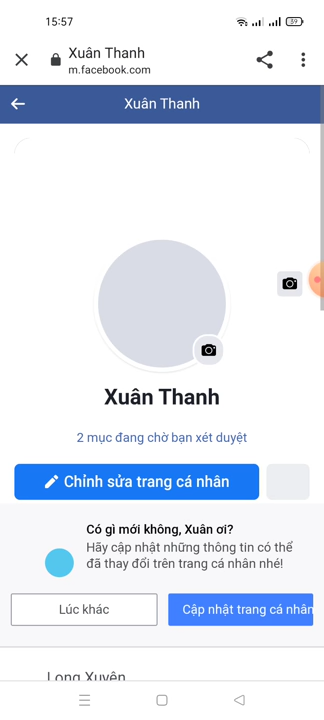 15:57
59
Xuân Thanh
m.facebook.com
Xuân Thanh
Xuân Thanh
2 mục đang chờ bạn xét duyệt
Chỉnh sửa trang cá nhân
Có gì mới không, Xuân ơi?
Hãy cập nhật những thông tin có thể
đã thay đổi trên trang cá nhân nhé!
Lúc khác
Cập nhật trang cá nhân
Long Xuyên